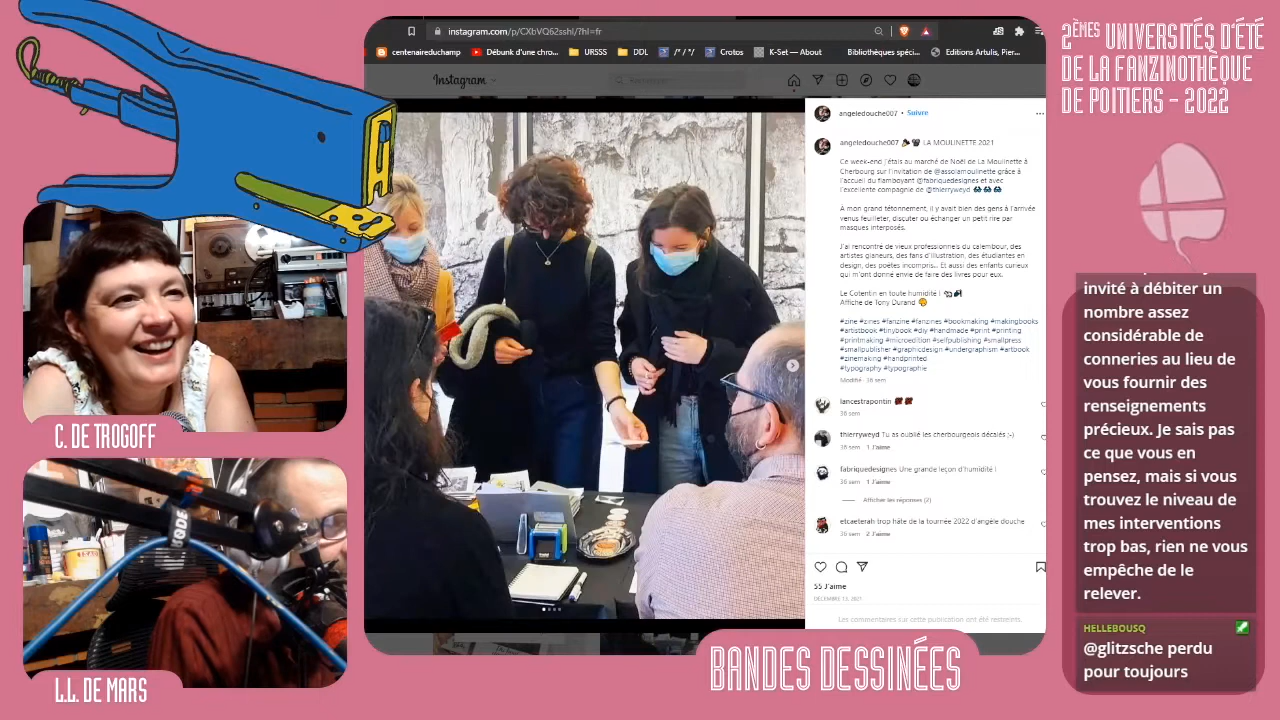 instagram.com/p/CXbVQ62sshI/?hl=fr
centenaireduchamp
Débunk d'une chro...
URSSS
DDL
/* */ */
Crotos
K-Set — About
Bibliothèques spéci...
Editions Artulis, Pier...
Instagram
angeledouche007 • Suivre
angeledouche007 LA MOULINETTE 2021
Ce week-end j'étais au marché de Noël de La Moulinette à
Cherbourg sur l'invitation de @assolamoulinette grâce à
l'accueil du flamboyant @fabriquedesignes et avec
l'excellente compagnie de @thierryweyd
A mon grand tétonnement, il y avait bien des gens à l'arrivée
venus feuilleter, discuter ou échanger un petit rire par
masques interposés.
J'ai rencontré de vieux professionnels du calembour, des
artistes glaneurs, des fans d'illustration, des étudiantes en
design, des poètes incompris... Et aussi des enfants curieux
qui m'ont donné envie de faire des livres pour eux.
Le Cotentin en toute humidité !
Affiche de Tony Durand
#zine #zines #fanzine #fanzines #bookmaking #makingbooks
#artistbook #tinybook #diy #handmade #print #printing
#printmaking #microedition #selfpublishing #smallpress
#smallpublisher #graphicdesign #undergraphism #artbook
#zinemaking #handprinted
#typography #typographie
Modifié · 36 sem
lancestrapontin
36 sem
thierryweyd Tu as oublié les cherbourgeois décalés ;-)
36 sem 1 J'aime
fabriquedesignes Une grande leçon d'humidité !
36 sem 1 J'aime
Afficher les réponses (2)
etcaeterah trop hâte de la tournée 2022 d'angèle douche
36 sem 2 J'aime
55 J'aime
DÉCEMBRE 13, 2021
Les commentaires sur cette publication ont été restreints.
C. DE TROGOFF
L.L. DE MARS
BANDES DESSINÉES
2ÈMES UNIVERSITÉS D'ÉTÉ
DE LA FANZINOTHÈQUE
DE POITIERS - 2022
invité à débiter un
nombre assez
considérable de
conneries au lieu de
vous fournir des
renseignements
précieux. Je sais pas
ce que vous en
pensez, mais si vous
trouvez le niveau de
mes interventions
trop bas, rien ne vous
empêche de le
relever.
HELLEBOUSQ
@glitzsche perdu
pour toujours